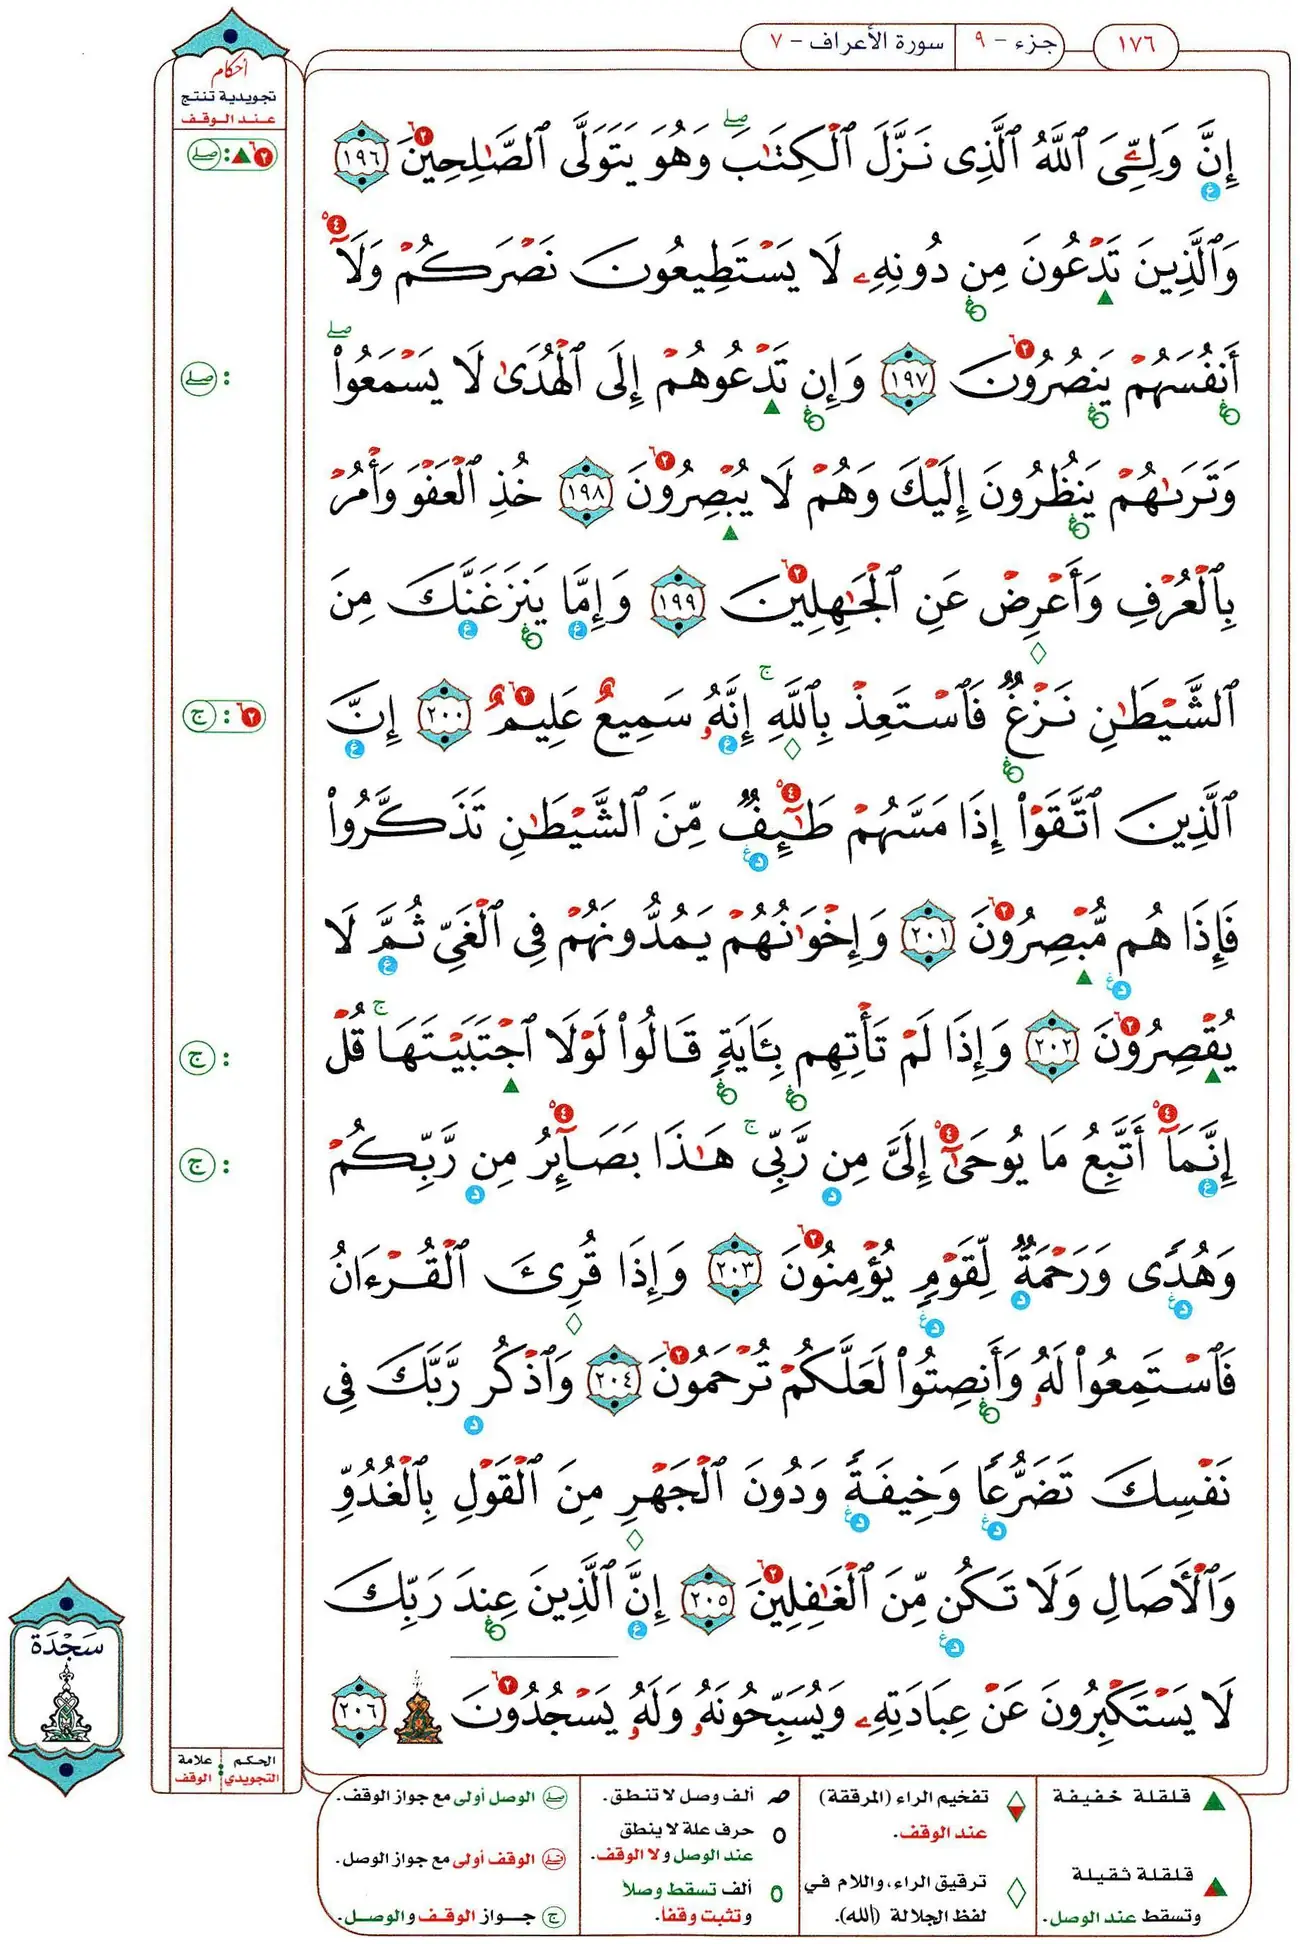 ١٧٦
جزء - ٩
سورة الأعراف - ٧
أحكام
تجويدية تنتج
عند الوقف
إِنَّ وَلِـِّۧىَ ٱللَّهُ ٱلَّذِى نَزَّلَ ٱلْكِتَـٰبَ ۖ وَهُوَ يَتَوَلَّى ٱلصَّـٰلِحِينَ ١٩٦
وَٱلَّذِينَ تَدْعُونَ مِن دُونِهِۦ لَا يَسْتَطِيعُونَ نَصْرَكُمْ وَلَآ
أَنفُسَهُمْ يَنصُرُونَ ١٩٧ وَإِن تَدْعُوهُمْ إِلَى ٱلْهُدَىٰ لَا يَسْمَعُوا۟ ۖ
وَتَرَىٰهُمْ يَنظُرُونَ إِلَيْكَ وَهُمْ لَا يُبْصِرُونَ ١٩٨ خُذِ ٱلْعَفْوَ وَأْمُرْ
بِٱلْعُرْفِ وَأَعْرِضْ عَنِ ٱلْجَـٰهِلِينَ ١٩٩ وَإِمَّا يَنزَغَنَّكَ مِنَ
ٱلشَّيْطَـٰنِ نَزْغٌ فَٱسْتَعِذْ بِٱللَّهِ ۚ إِنَّهُۥ سَمِيعٌ عَلِيمٌ ٢٠٠ إِنَّ
ٱلَّذِينَ ٱتَّقَوْا۟ إِذَا مَسَّهُمْ طَـٰٓئِفٌ مِّنَ ٱلشَّيْطَـٰنِ تَذَكَّرُوا۟
فَإِذَا هُم مُّبْصِرُونَ ٢٠١ وَإِخْوَٰنُهُمْ يَمُدُّونَهُمْ فِى ٱلْغَىِّ ثُمَّ لَا
يُقْصِرُونَ ٢٠٢ وَإِذَا لَمْ تَأْتِهِم بِـَٔايَةٍ قَالُوا۟ لَوْلَا ٱجْتَبَيْتَهَا ۚ قُلْ
إِنَّمَآ أَتَّبِعُ مَا يُوحَىٰٓ إِلَىَّ مِن رَّبِّى ۚ هَـٰذَا بَصَآئِرُ مِن رَّبِّكُمْ
وَهُدًى وَرَحْمَةٌ لِّقَوْمٍ يُؤْمِنُونَ ٢٠٣ وَإِذَا قُرِئَ ٱلْقُرْءَانُ
فَٱسْتَمِعُوا۟ لَهُۥ وَأَنصِتُوا۟ لَعَلَّكُمْ تُرْحَمُونَ ٢٠٤ وَٱذْكُر رَّبَّكَ فِى
نَفْسِكَ تَضَرُّعًا وَخِيفَةً وَدُونَ ٱلْجَهْرِ مِنَ ٱلْقَوْلِ بِٱلْغُدُوِّ
وَٱلْـَٔاصَالِ وَلَا تَكُن مِّنَ ٱلْغَـٰفِلِينَ ٢٠٥ إِنَّ ٱلَّذِينَ عِندَ رَبِّكَ
لَا يَسْتَكْبِرُونَ عَنْ عِبَادَتِهِۦ وَيُسَبِّحُونَهُۥ وَلَهُۥ يَسْجُدُونَ ۩ ٢٠٦
سَجْدَة
الحكم التجويدي : علامة الوقف
قلقلة خفيفة
قلقلة ثقيلة
وتسقط عند الوصل.
تفخيم الراء (المرققة)
عند الوقف.
ترقيق الراء، واللام في
لفظ الجلالة (الله).
ألف وصل لا تنطق.
حرف علة لا ينطق
عند الوصل ولا الوقف.
ألف تسقط وصلاً
وتثبت وقفاً.
صلے الوصل أولى مع جواز الوقف.
قلے الوقف أولى مع جواز الوصل.
ج جواز الوقف والوصل.